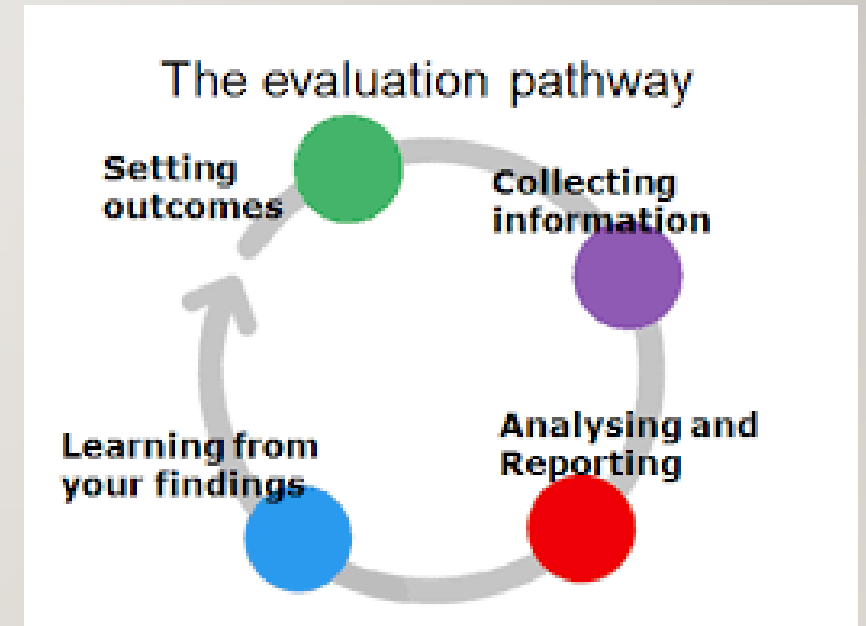 The evaluation pathway
Setting
outcomes
Collecting
information
Analysing and
Reporting
Learning from
your findings